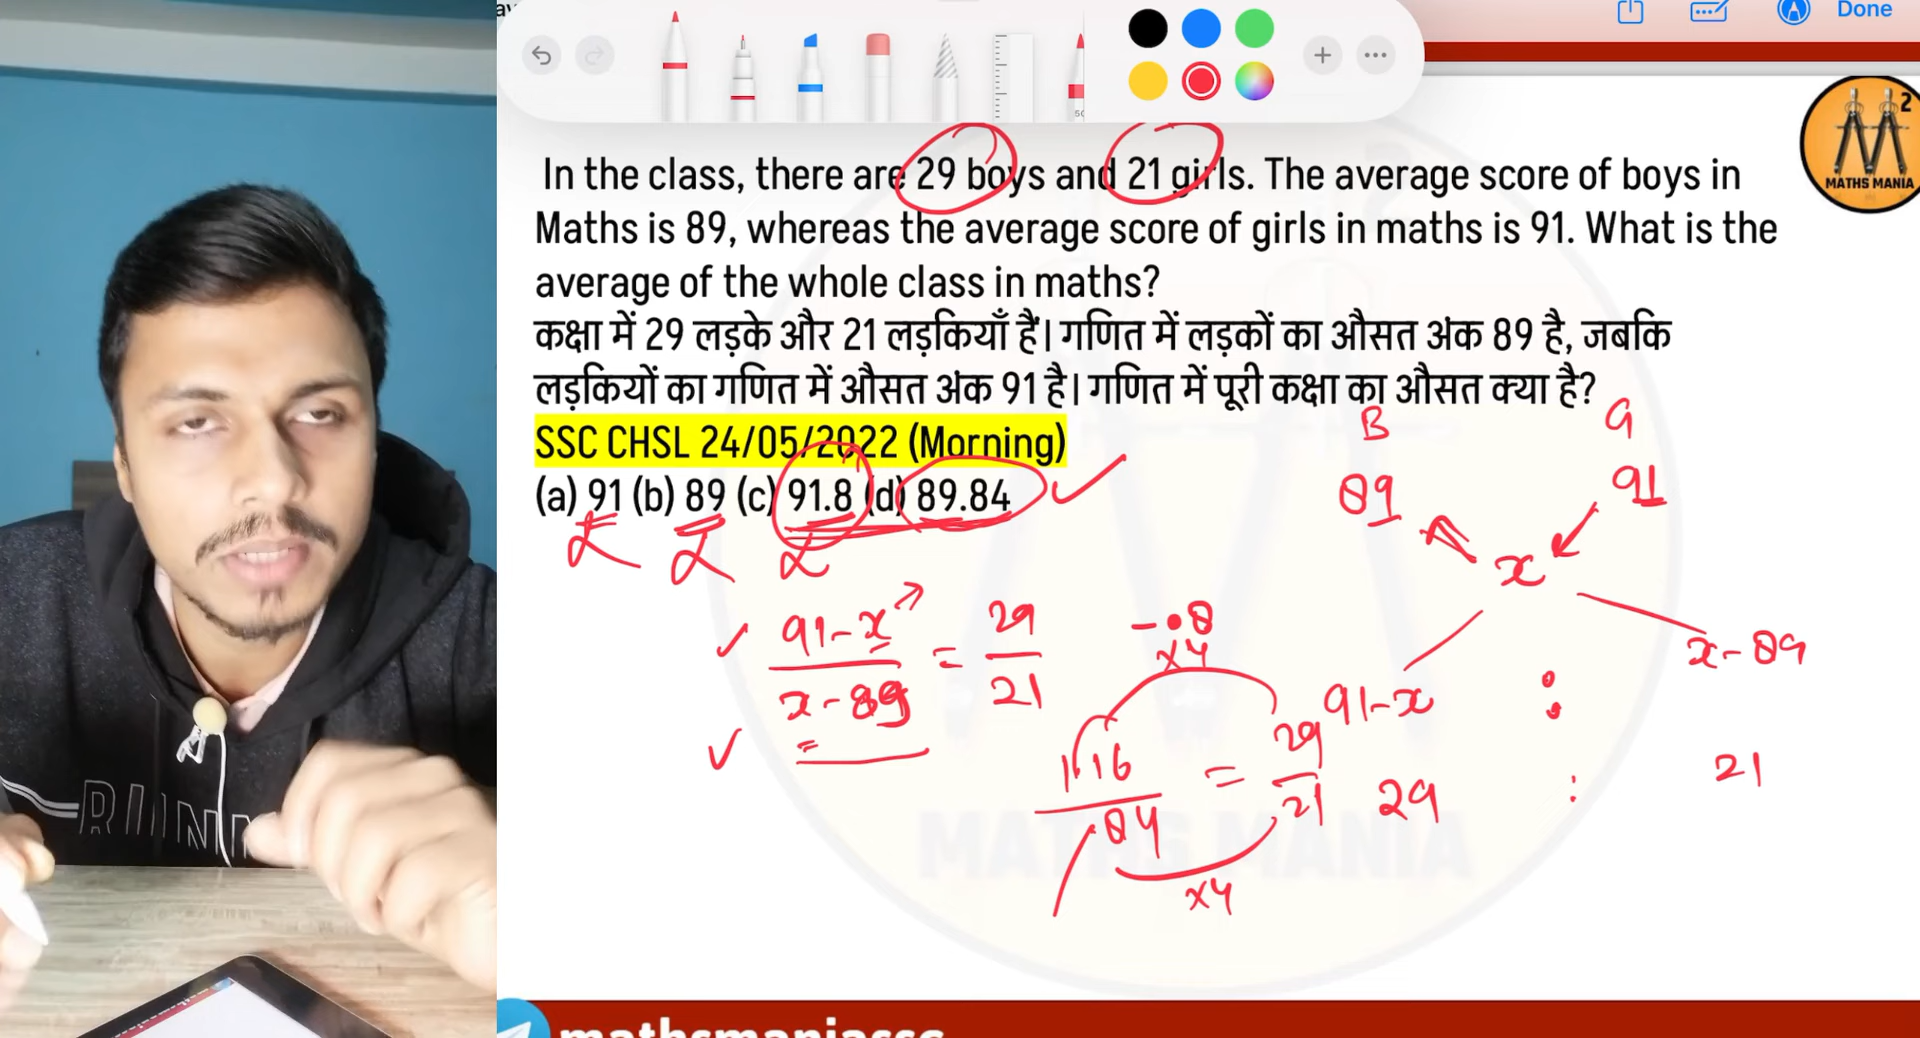 Done
In the class, there are 29 boys and 21 girls. The average score of boys in
Maths is 89, whereas the average score of girls in maths is 91. What is the
average of the whole class in maths?
कक्षा में 29 लड़के और 21 लड़कियाँ हैं। गणित में लड़कों का औसत अंक 89 है, जबकि
लड़कियों का गणित में औसत अंक 91 है। गणित में पूरी कक्षा का औसत क्या है?
SSC CHSL 24/05/2022 (Morning)
(a) 91 (b) 89 (c) 91.8 (d) 89.84
2
MATHS MANIA
B G
89 91
x
91-x
x-89
= 29
21
-.8
x4
91-x : x-89
1.16
.84
= 29
21
x4
29 : 21
MATHS MANIA
mathsmaniassc